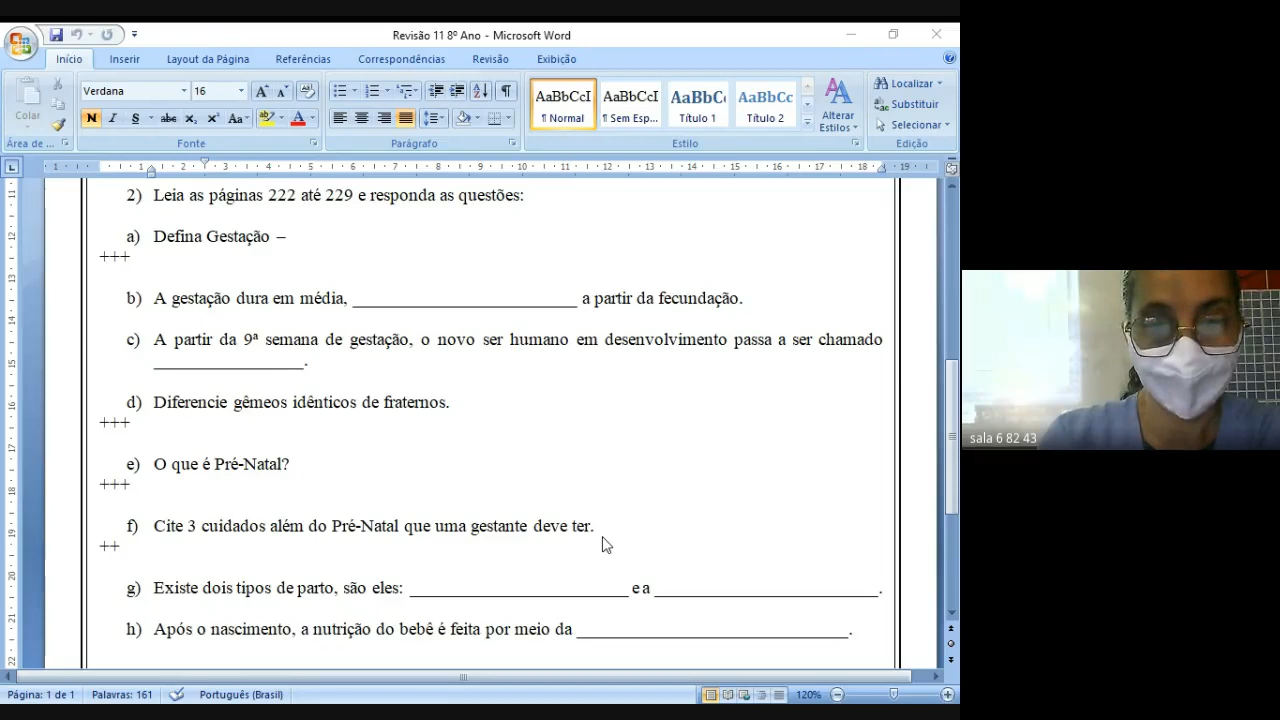 Revisão 11 8º Ano - Microsoft Word
Início Inserir Layout da Página Referências Correspondências Revisão Exibição
Verdana 16
AaBbCcI AaBbCcI AaBbC AaBbCc
Localizar
Substituir
Selecionar
Colar
¶ Normal ¶ Sem Esp... Título 1 Título 2
Alterar
Estilos
Área de ... Fonte Parágrafo Estilo Edição
2) Leia as páginas 222 até 229 e responda as questões:
a) Defina Gestação –
+++
b) A gestação dura em média, __________________________ a partir da fecundação.
c) A partir da 9ª semana de gestação, o novo ser humano em desenvolvimento passa a ser chamado
_________________.
d) Diferencie gêmeos idênticos de fraternos.
+++
e) O que é Pré-Natal?
+++
f) Cite 3 cuidados além do Pré-Natal que uma gestante deve ter.
++
g) Existe dois tipos de parto, são eles: __________________________ e a __________________________.
h) Após o nascimento, a nutrição do bebê é feita por meio da _______________________________.
Página: 1 de 1 Palavras: 161 Português (Brasil) 120%
sala 6 82 43